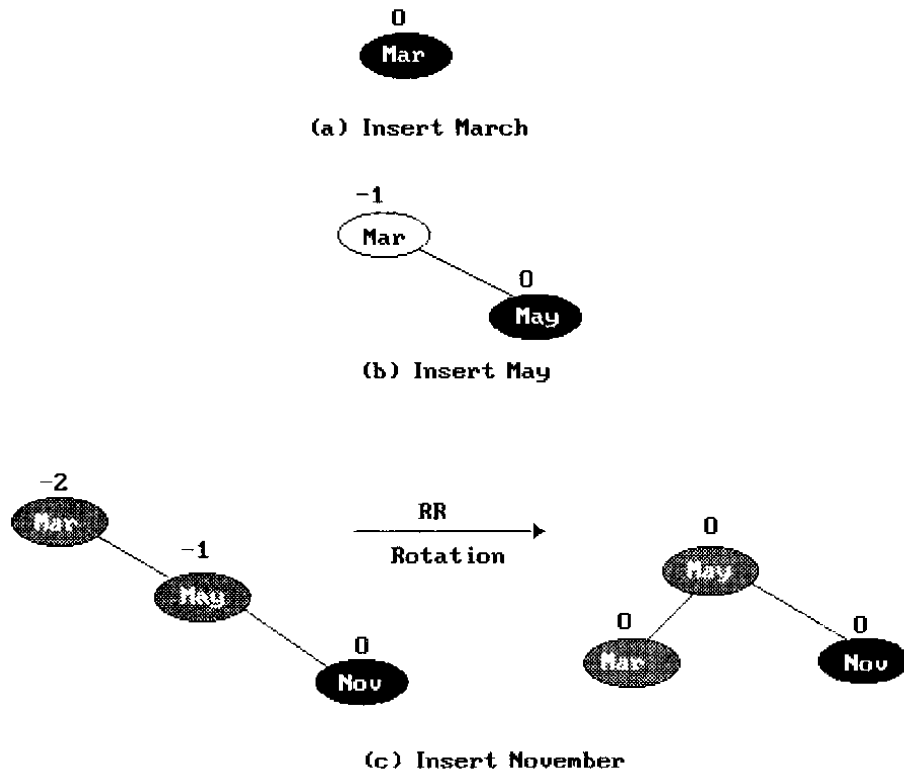 0
Mar
(a) Insert March
-1
Mar
0
May
(b) Insert May
-2
Mar
-1
May
0
Nov
RR
Rotation
0
May
0
Mar
0
Nov
(c) Insert November